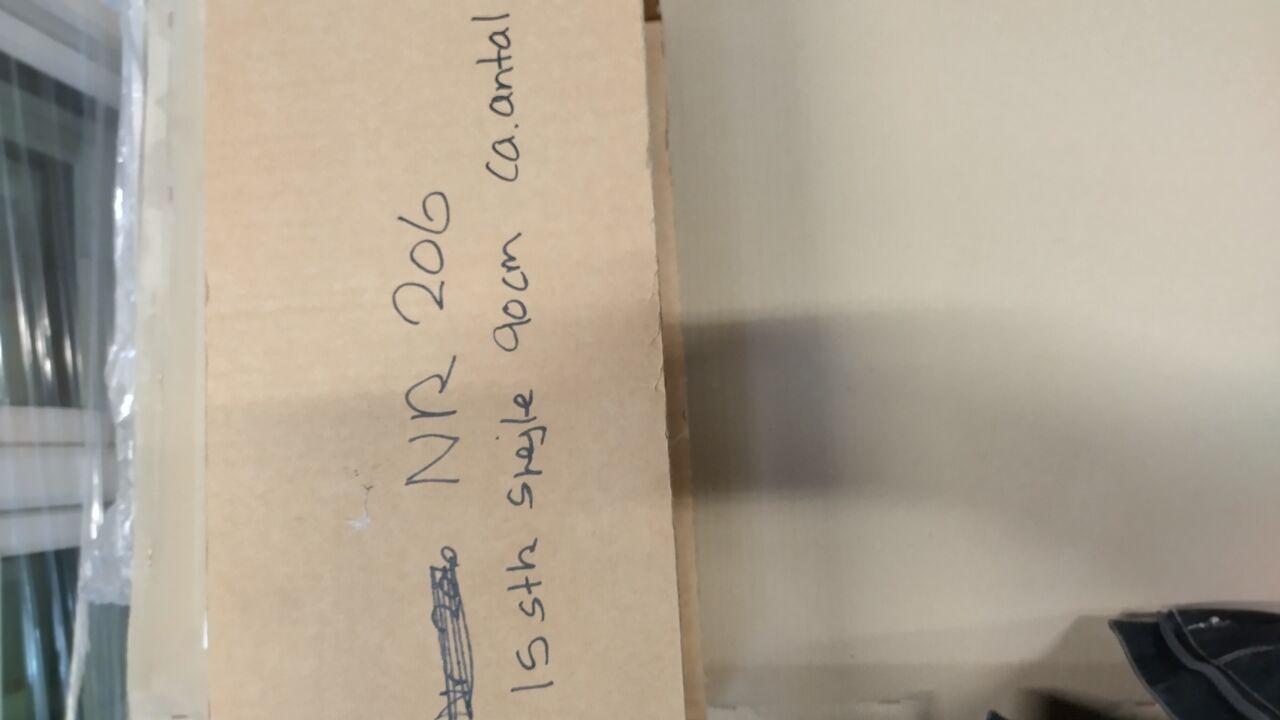 NR 206
15 stk spejle 90cm ca.antal